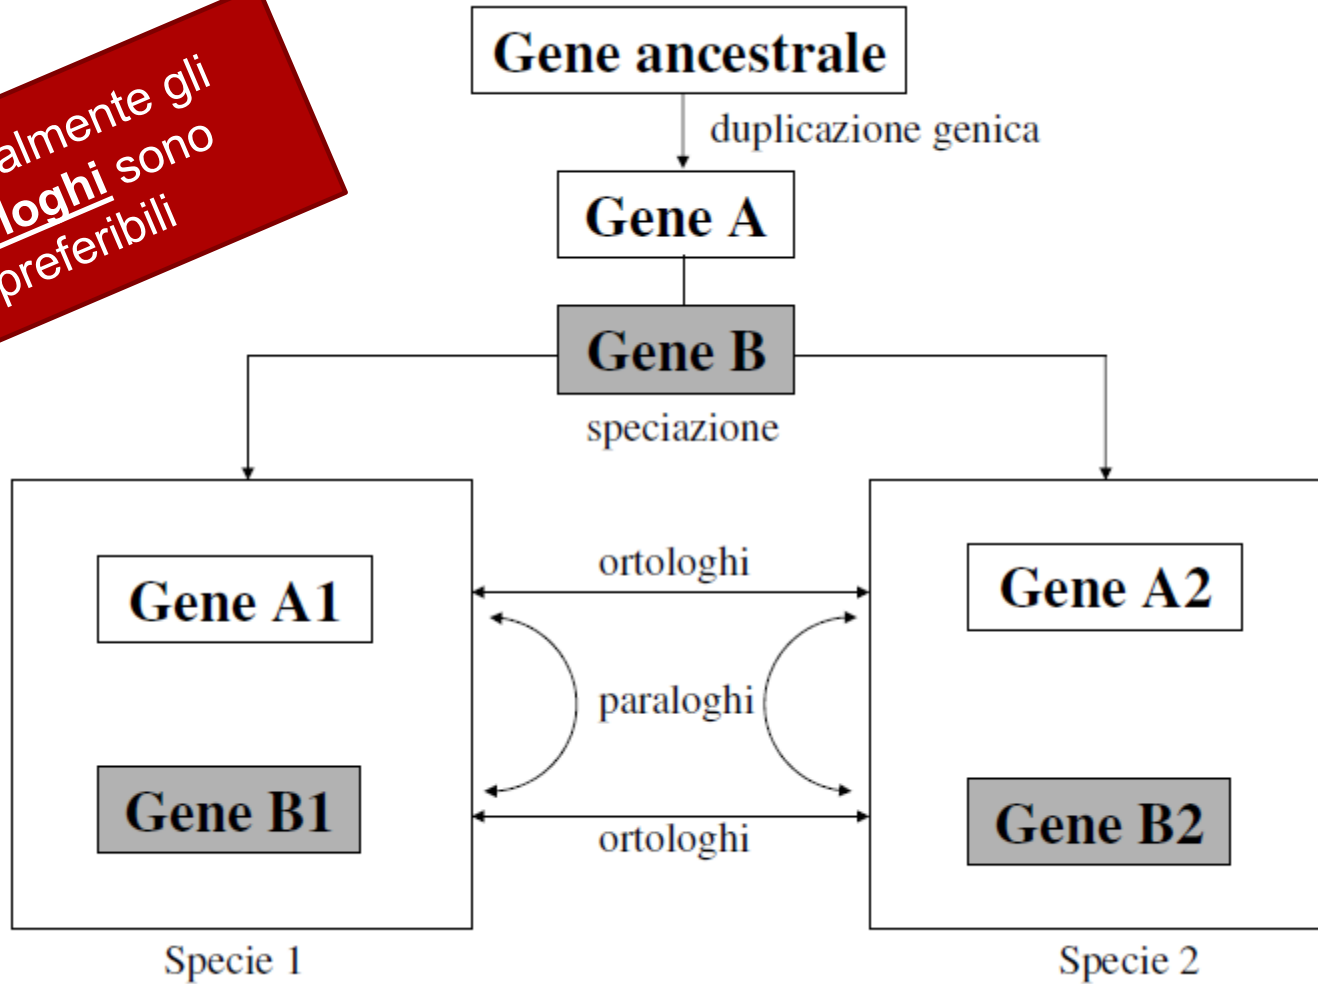 Gene ancestrale
almente gli
loghi sono
preferibili
duplicazione genica
Gene A
Gene B
speciazione
ortologhi
Gene A1
Gene A2
paraloghi
Gene B1
Gene B2
ortologhi
Specie 1
Specie 2